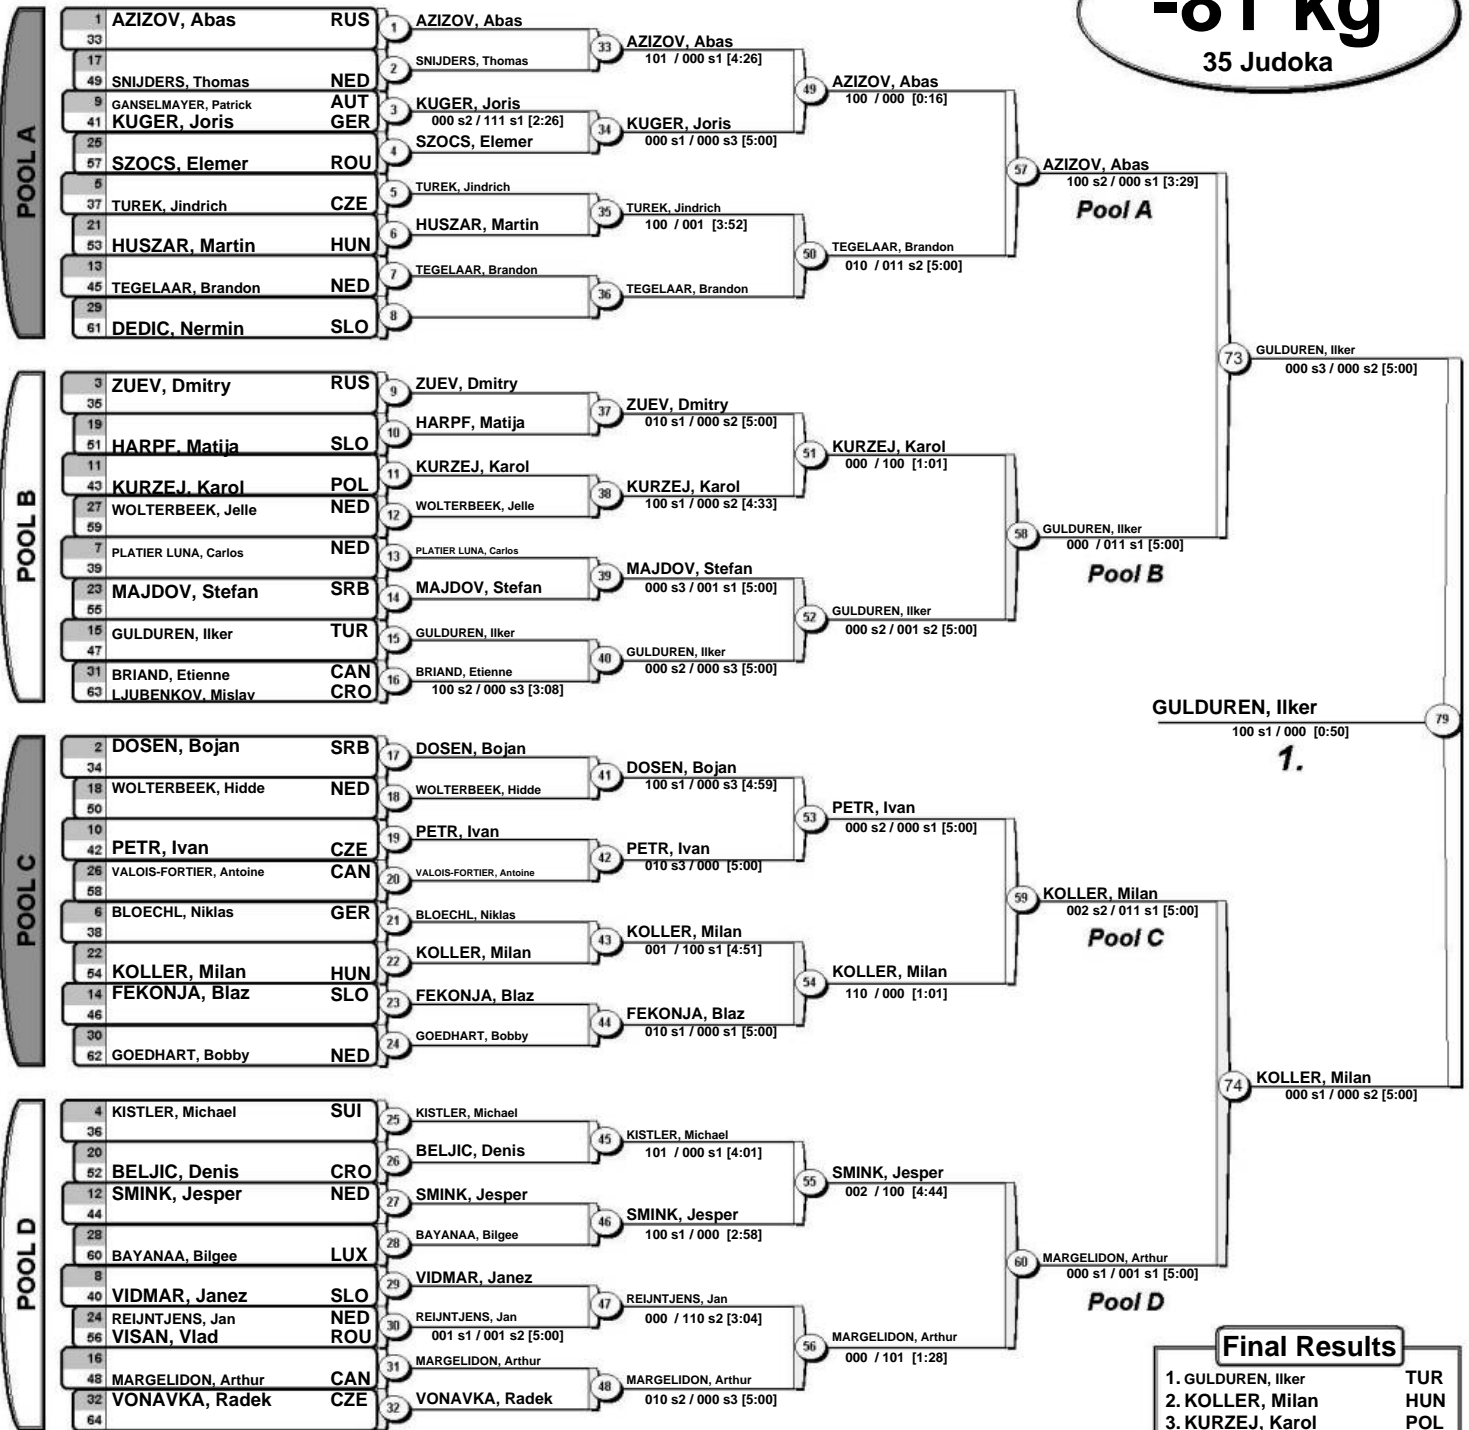 -81 kg
35 Judoka
POOL A
1 AZIZOV, Abas RUS
33
17
49 SNIJDERS, Thomas NED
9 GANSELMAYER, Patrick AUT
41 KUGER, Joris GER
25
57 SZOCS, Elemer ROU
5
37 TUREK, Jindrich CZE
21
53 HUSZAR, Martin HUN
13
45 TEGELAAR, Brandon NED
29
61 DEDIC, Nermin SLO
1 AZIZOV, Abas
2 SNIJDERS, Thomas
3 KUGER, Joris
000 s2 / 111 s1 [2:26]
4 SZOCS, Elemer
5 TUREK, Jindrich
6 HUSZAR, Martin
7 TEGELAAR, Brandon
8
33 AZIZOV, Abas
101 / 000 s1 [4:26]
34 KUGER, Joris
000 s1 / 000 s3 [5:00]
35 TUREK, Jindrich
100 / 001 [3:52]
36 TEGELAAR, Brandon
49 AZIZOV, Abas
100 / 000 [0:16]
50 TEGELAAR, Brandon
010 / 011 s2 [5:00]
57 AZIZOV, Abas
100 s2 / 000 s1 [3:29]
Pool A
POOL B
3 ZUEV, Dmitry RUS
35
19
51 HARPF, Matija SLO
11
43 KURZEJ, Karol POL
27 WOLTERBEEK, Jelle NED
59
7 PLATIER LUNA, Carlos NED
39
23 MAJDOV, Stefan SRB
55
15 GULDUREN, Ilker TUR
47
31 BRIAND, Etienne CAN
63 LJUBENKOV, Mislav CRO
9 ZUEV, Dmitry
10 HARPF, Matija
11 KURZEJ, Karol
12 WOLTERBEEK, Jelle
13 PLATIER LUNA, Carlos
14 MAJDOV, Stefan
15 GULDUREN, Ilker
16 BRIAND, Etienne
100 s2 / 000 s3 [3:08]
37 ZUEV, Dmitry
010 s1 / 000 s2 [5:00]
38 KURZEJ, Karol
100 s1 / 000 s2 [4:33]
39 MAJDOV, Stefan
000 s3 / 001 s1 [5:00]
40 GULDUREN, Ilker
000 s2 / 000 s3 [5:00]
51 KURZEJ, Karol
000 / 100 [1:01]
52 GULDUREN, Ilker
000 s2 / 001 s2 [5:00]
58 GULDUREN, Ilker
000 / 011 s1 [5:00]
Pool B
73 GULDUREN, Ilker
000 s3 / 000 s2 [5:00]
GULDUREN, Ilker 79
100 s1 / 000 [0:50]
1.
POOL C
2 DOSEN, Bojan SRB
34
18 WOLTERBEEK, Hidde NED
50
10
42 PETR, Ivan CZE
26 VALOIS-FORTIER, Antoine CAN
58
6 BLOECHL, Niklas GER
38
22
54 KOLLER, Milan HUN
14 FEKONJA, Blaz SLO
46
30
62 GOEDHART, Bobby NED
17 DOSEN, Bojan
18 WOLTERBEEK, Hidde
19 PETR, Ivan
20 VALOIS-FORTIER, Antoine
21 BLOECHL, Niklas
22 KOLLER, Milan
23 FEKONJA, Blaz
24 GOEDHART, Bobby
41 DOSEN, Bojan
100 s1 / 000 s3 [4:59]
42 PETR, Ivan
010 s3 / 000 [5:00]
43 KOLLER, Milan
001 / 100 s1 [4:51]
44 FEKONJA, Blaz
010 s1 / 000 s1 [5:00]
53 PETR, Ivan
000 s2 / 000 s1 [5:00]
54 KOLLER, Milan
110 / 000 [1:01]
59 KOLLER, Milan
002 s2 / 011 s1 [5:00]
Pool C
POOL D
4 KISTLER, Michael SUI
36
20
52 BELJIC, Denis CRO
12 SMINK, Jesper NED
44
28
60 BAYANAA, Bilgee LUX
8
40 VIDMAR, Janez SLO
24 REIJNTJENS, Jan NED
56 VISAN, Vlad ROU
16
48 MARGELIDON, Arthur CAN
32 VONAVKA, Radek CZE
64
25 KISTLER, Michael
26 BELJIC, Denis
27 SMINK, Jesper
28 BAYANAA, Bilgee
29 VIDMAR, Janez
30 REIJNTJENS, Jan
001 s1 / 001 s2 [5:00]
31 MARGELIDON, Arthur
32 VONAVKA, Radek
45 KISTLER, Michael
101 / 000 s1 [4:01]
46 SMINK, Jesper
100 s1 / 000 [2:58]
47 REIJNTJENS, Jan
000 / 110 s2 [3:04]
48 MARGELIDON, Arthur
010 s2 / 000 s3 [5:00]
55 SMINK, Jesper
002 / 100 [4:44]
56 MARGELIDON, Arthur
000 / 101 [1:28]
60 MARGELIDON, Arthur
000 s1 / 001 s1 [5:00]
Pool D
74 KOLLER, Milan
000 s1 / 000 s2 [5:00]
Final Results
1. GULDUREN, Ilker TUR
2. KOLLER, Milan HUN
3. KURZEJ, Karol POL